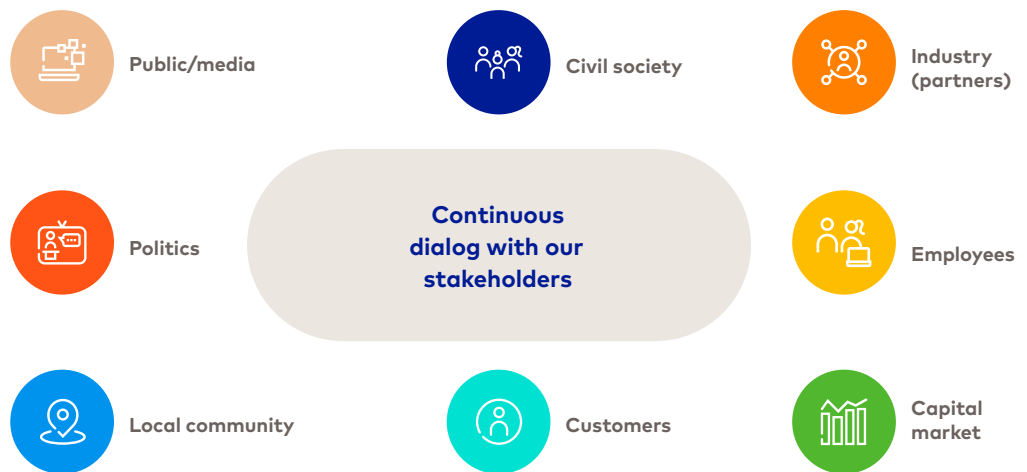 Public/media
Civil society
Industry
(partners)
Continuous
dialog with our
stakeholders
Politics
Employees
Local community
Customers
Capital
market